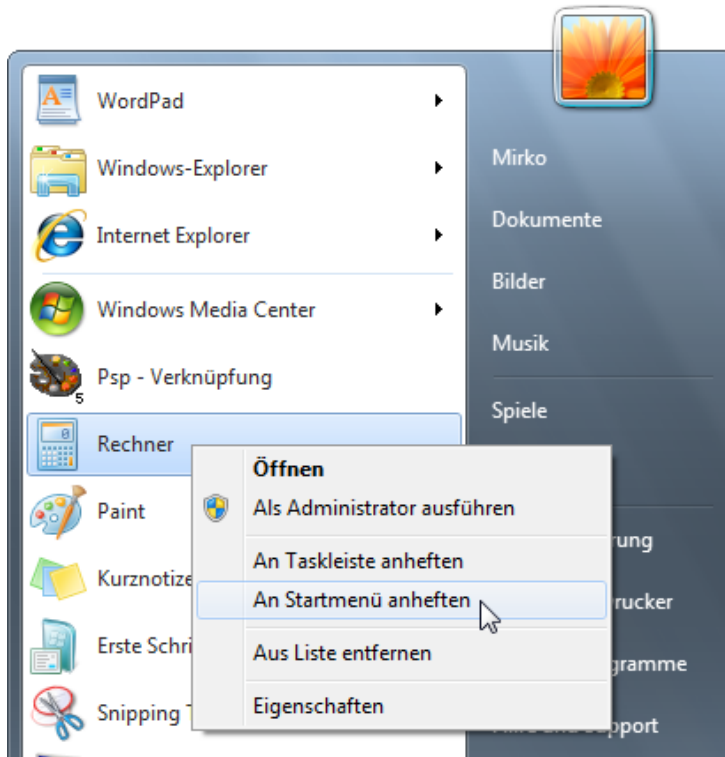 WordPad
Windows-Explorer
Internet Explorer
Windows Media Center
Psp - Verknüpfung
5
Rechner
Paint
Kurznotize
Erste Schri
Snipping
Mirko
Dokumente
Bilder
Musik
Spiele
rung
rucker
gramme
pport
Öffnen
Als Administrator ausführen
An Taskleiste anheften
An Startmenü anheften
Aus Liste entfernen
Eigenschaften